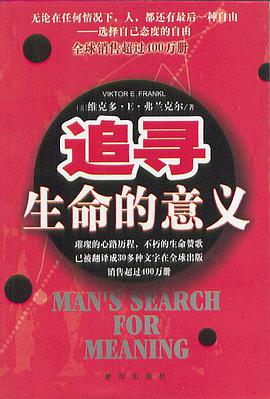 无论在任何情况下，人，都还有最后一种自由
——选择自己态度的自由
全球销售超过400万册
VIKTOR E. FRANKL
［美］维克多·E·弗兰克尔／著
追寻
生命的意义
璀璨的心路历程，不朽的生命赞歌
已被翻译成30多种文字在全球出版
销售超过400万册
MAN'S SEARCH
FOR
MEANING
新华出版社